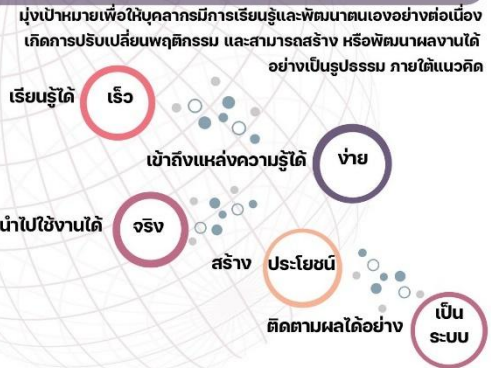 มุ่งเป้าหมายเพื่อให้บุคลากรมีการเรียนรู้และพัฒนาตนเองอย่างต่อเนื่อง
เกิดการปรับเปลี่ยนพฤติกรรม และสามารถสร้าง หรือพัฒนาผลงานได้
อย่างเป็นรูปธรรม ภายใต้แนวคิด
เรียนรู้ได้ เร็ว
เข้าถึงแหล่งความรู้ได้ ง่าย
นำไปใช้งานได้ จริง
สร้าง ประโยชน์
ติดตามผลได้อย่าง เป็น
ระบบ